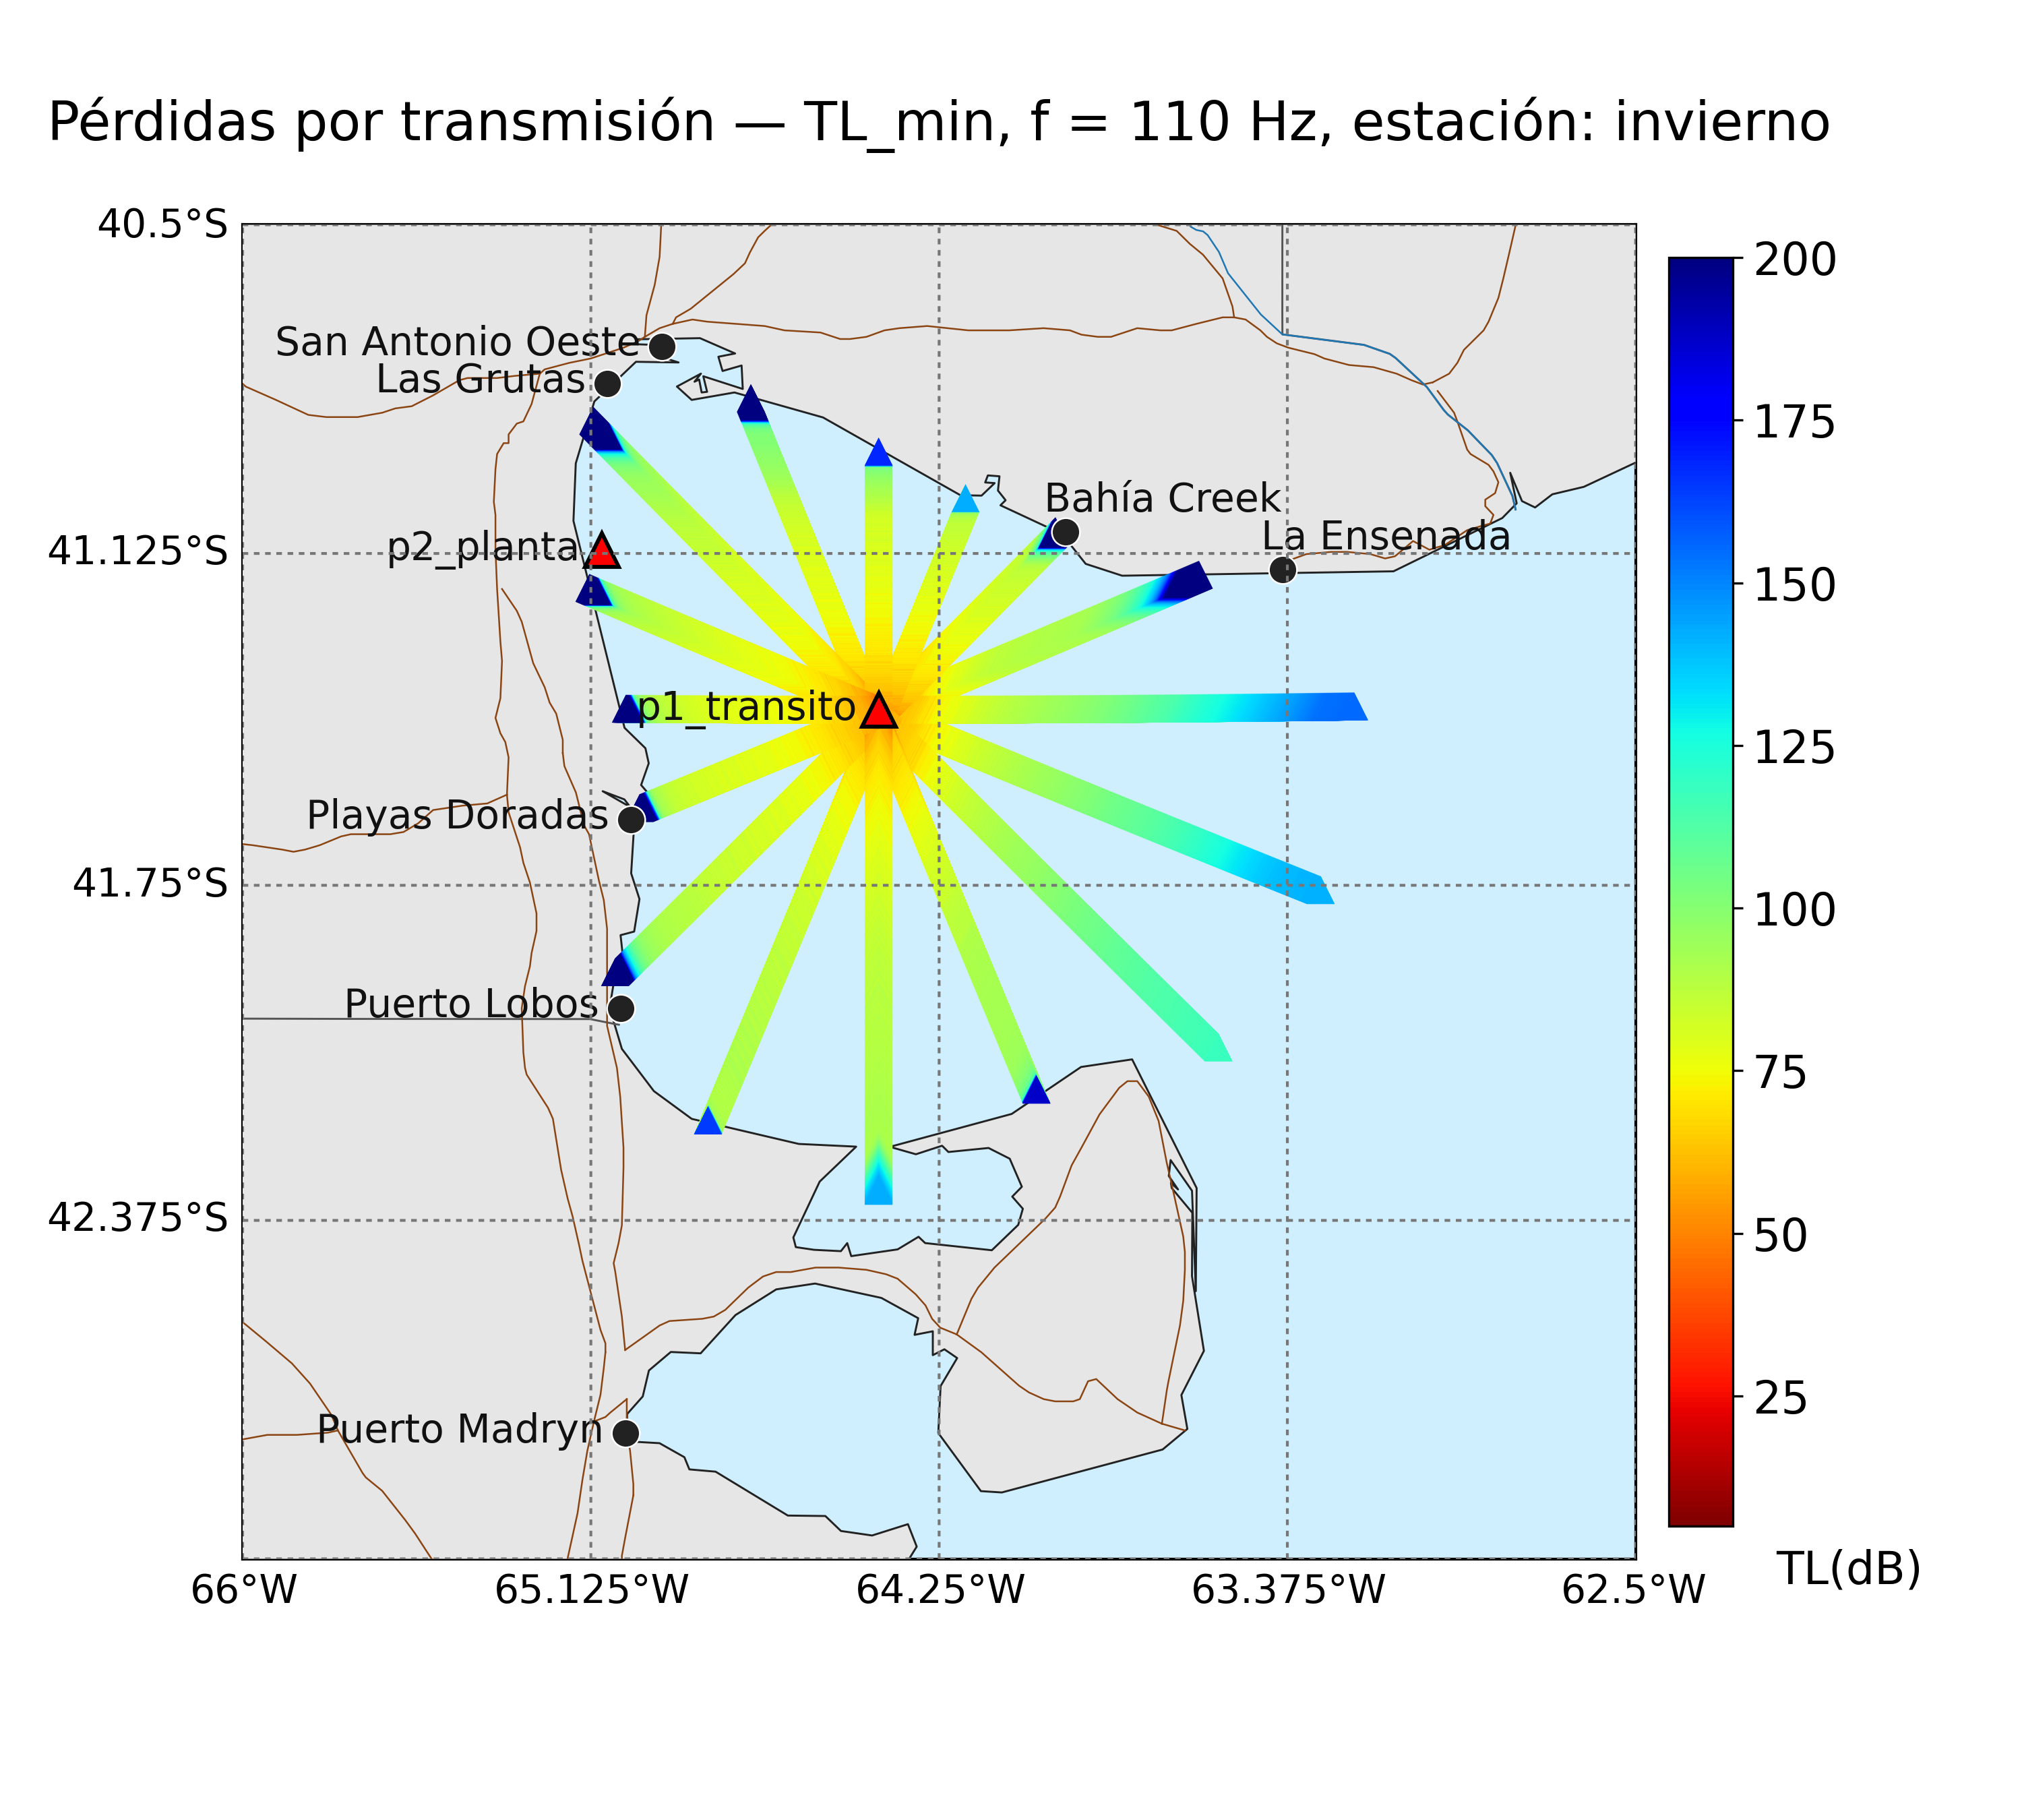 Pérdidas por transmisión — TL_min, f = 110 Hz, estación: invierno
40.5°S
200
San Antonio Oeste
Las Grutas
175
Bahía Creek
La Ensenada
p2_planta
41.125°S
150
p1_transito
125
Playas Doradas
41.75°S
100
Puerto Lobos
75
42.375°S
50
25
Puerto Madryn
TL(dB)
66°W
65.125°W
64.25°W
63.375°W
62.5°W